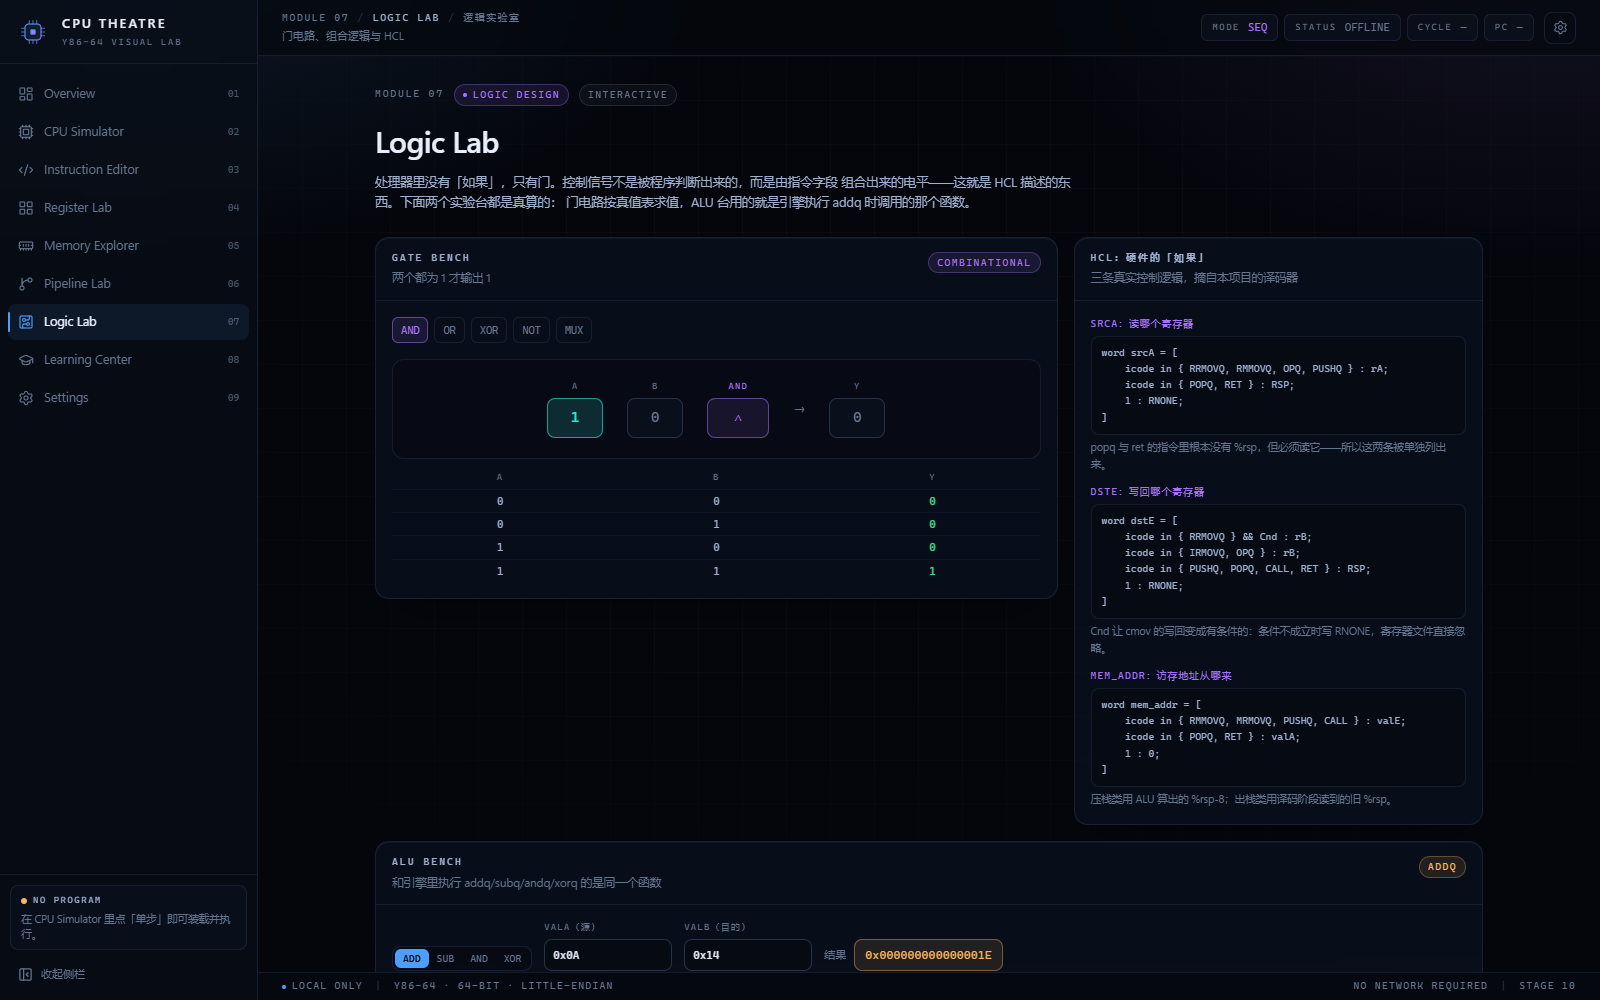 CPU THEATRE
Y86-64 VISUAL LAB
Overview 01
CPU Simulator 02
Instruction Editor 03
Register Lab 04
Memory Explorer 05
Pipeline Lab 06
Logic Lab 07
Learning Center 08
Settings 09
NO PROGRAM
在 CPU Simulator 里点「单步」即可装载并执
行。
收起侧栏
MODULE 07 / LOGIC LAB / 逻辑实验室
门电路、组合逻辑与 HCL
MODE SEQ
STATUS OFFLINE
CYCLE —
PC —
MODULE 07
LOGIC DESIGN
INTERACTIVE
Logic Lab
处理器里没有「如果」，只有门。控制信号不是被程序判断出来的，而是由指令字段 组合出来的电平——这就是 HCL 描述的东
西。下面两个实验台都是真算的： 门电路按真值表求值，ALU 台用的就是引擎执行 addq 时调用的那个函数。
GATE BENCH
两个都为 1 才输出 1
COMBINATIONAL
AND OR XOR NOT MUX
A B AND Y
1 0 ∧ → 0
A B Y
0 0 0
0 1 0
1 0 0
1 1 1
HCL: 硬件的「如果」
三条真实控制逻辑，摘自本项目的译码器
SRCA: 读哪个寄存器
word srcA = [
icode in { RRMOVQ, RMMOVQ, OPQ, PUSHQ } : rA;
icode in { POPQ, RET } : RSP;
1 : RNONE;
]
popq 与 ret 的指令里根本没有 %rsp，但必须读它——所以这两条被单独列出
来。
DSTE: 写回哪个寄存器
word dstE = [
icode in { RRMOVQ } && Cnd : rB;
icode in { IRMOVQ, OPQ } : rB;
icode in { PUSHQ, POPQ, CALL, RET } : RSP;
1 : RNONE;
]
Cnd 让 cmov 的写回变成有条件的：条件不成立时写 RNONE，寄存器文件直接忽
略。
MEM_ADDR: 访存地址从哪来
word mem_addr = [
icode in { RMMOVQ, MRMOVQ, PUSHQ, CALL } : valE;
icode in { POPQ, RET } : valA;
1 : 0;
]
压栈类用 ALU 算出的 %rsp-8；出栈类用译码阶段读到的旧 %rsp。
ALU BENCH
和引擎里执行 addq/subq/andq/xorq 的是同一个函数
ADDQ
VALA（源） VALB（目的）
ADD SUB AND XOR 0x0A 0x14 结果 0x000000000000001E
LOCAL ONLY | Y86-64 · 64-BIT · LITTLE-ENDIAN
NO NETWORK REQUIRED | STAGE 10